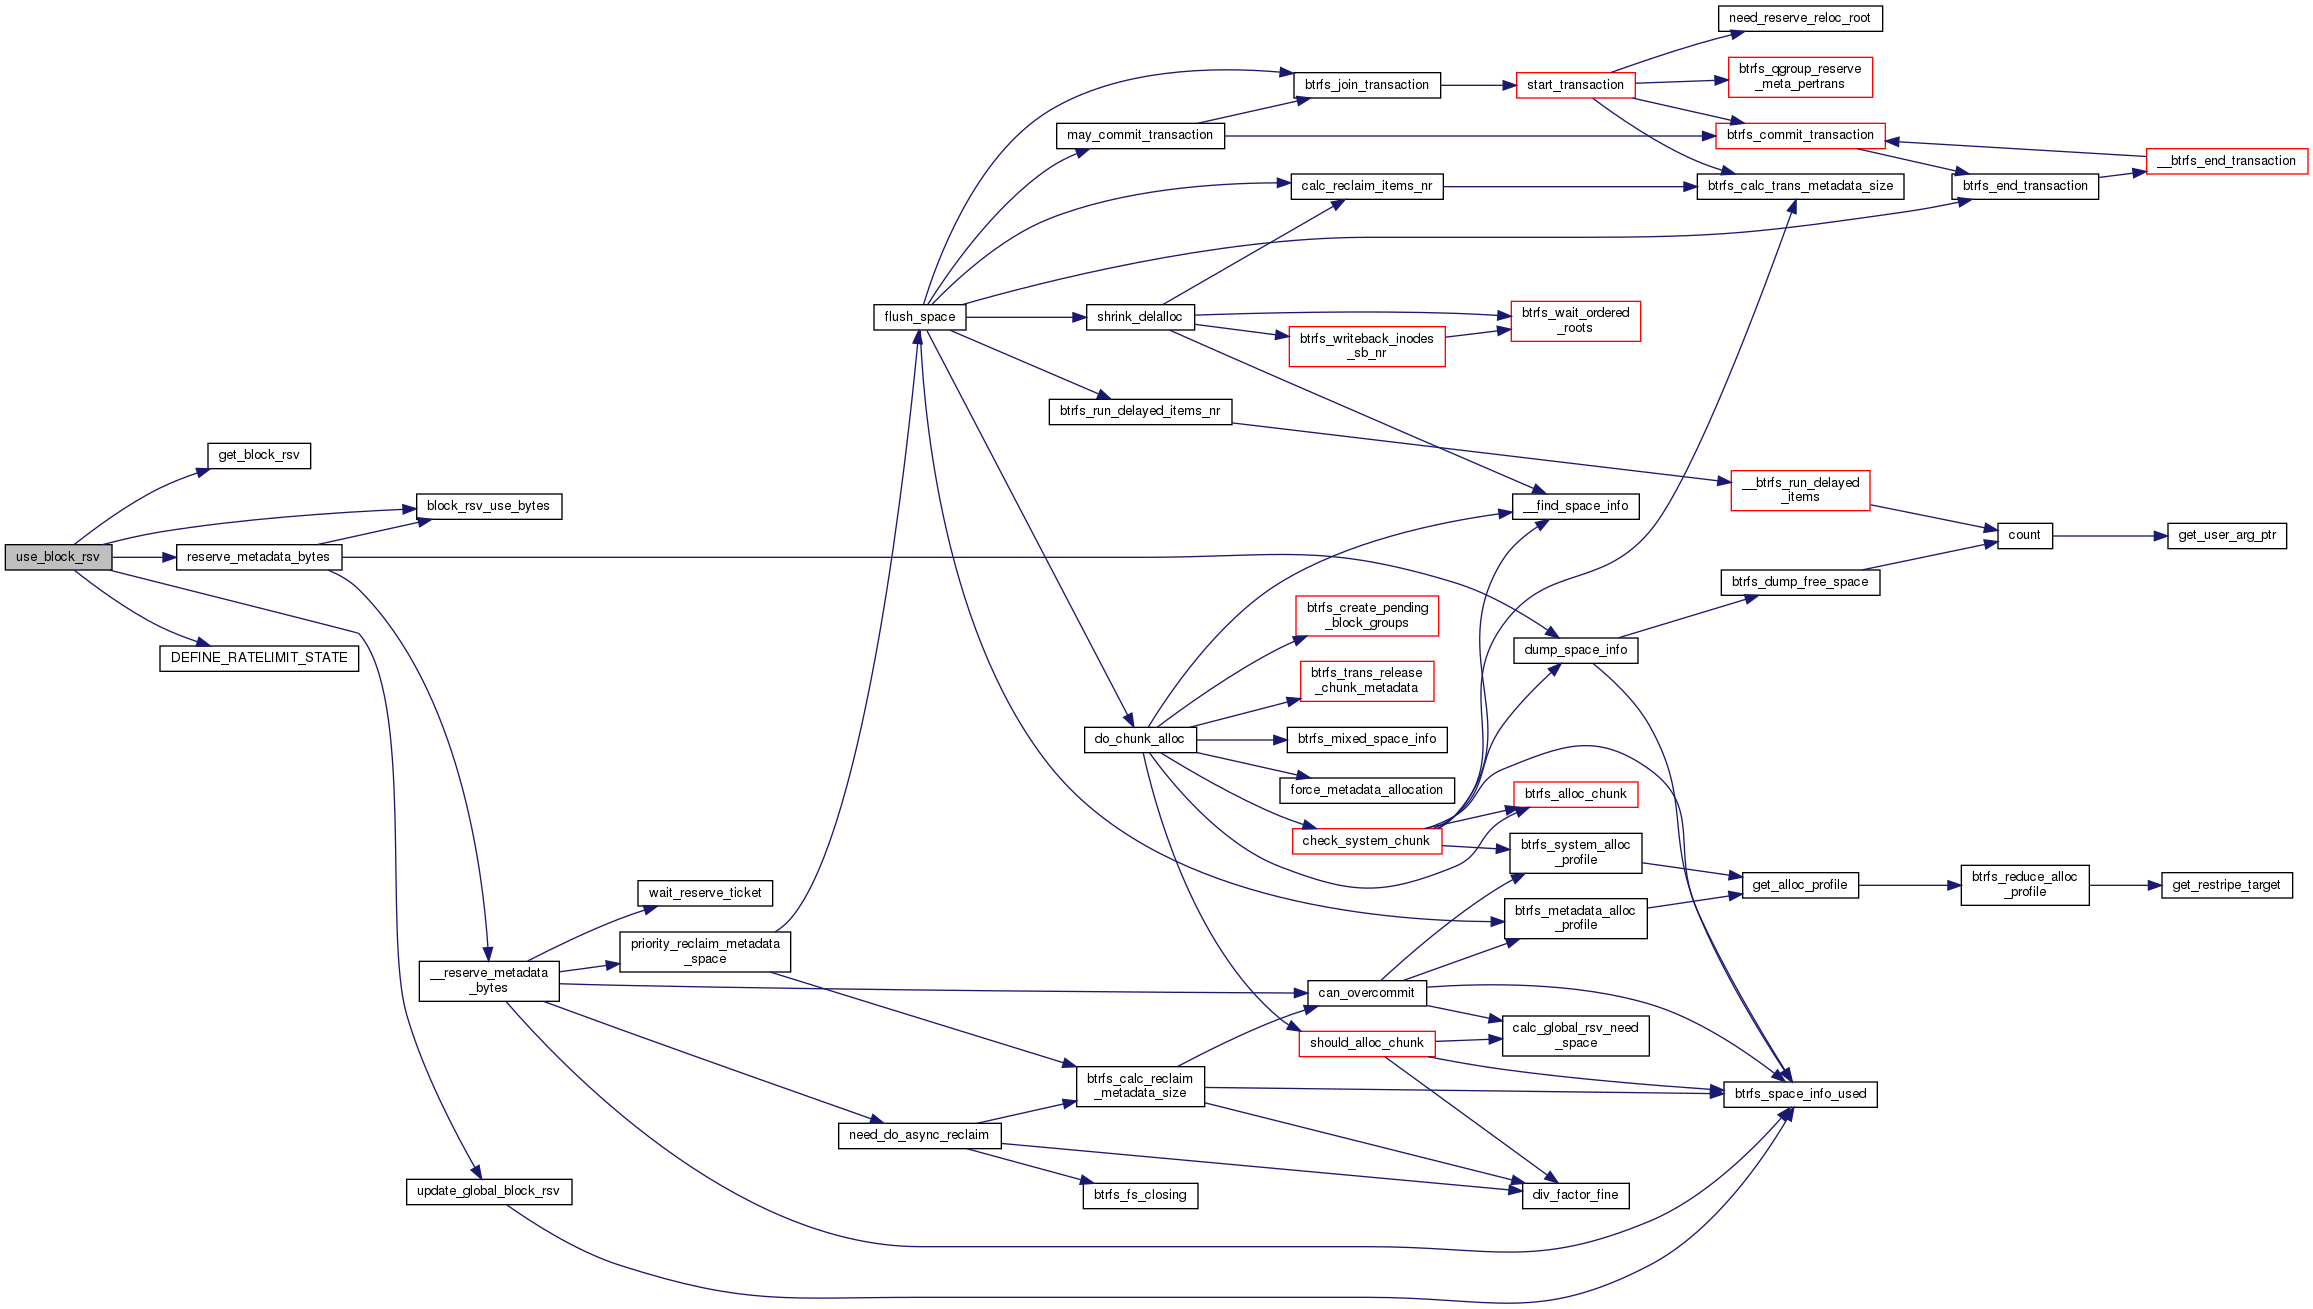 need_reserve_reloc_root
btrfs_qgroup_reserve
_meta_pertrans
btrfs_join_transaction
start_transaction
may_commit_transaction
btrfs_commit_transaction
__btrfs_end_transaction
calc_reclaim_items_nr
btrfs_calc_trans_metadata_size
btrfs_end_transaction
flush_space
shrink_delalloc
btrfs_wait_ordered
_roots
btrfs_writeback_inodes
_sb_nr
btrfs_run_delayed_items_nr
get_block_rsv
__btrfs_run_delayed
_items
block_rsv_use_bytes
__find_space_info
count
get_user_arg_ptr
use_block_rsv
reserve_metadata_bytes
btrfs_dump_free_space
btrfs_create_pending
_block_groups
dump_space_info
DEFINE_RATELIMIT_STATE
btrfs_trans_release
_chunk_metadata
do_chunk_alloc
btrfs_mixed_space_info
force_metadata_allocation
btrfs_alloc_chunk
check_system_chunk
btrfs_system_alloc
_profile
wait_reserve_ticket
get_alloc_profile
btrfs_reduce_alloc
_profile
get_restripe_target
btrfs_metadata_alloc
_profile
priority_reclaim_metadata
_space
__reserve_metadata
_bytes
can_overcommit
calc_global_rsv_need
_space
should_alloc_chunk
btrfs_calc_reclaim
_metadata_size
btrfs_space_info_used
need_do_async_reclaim
update_global_block_rsv
btrfs_fs_closing
div_factor_fine